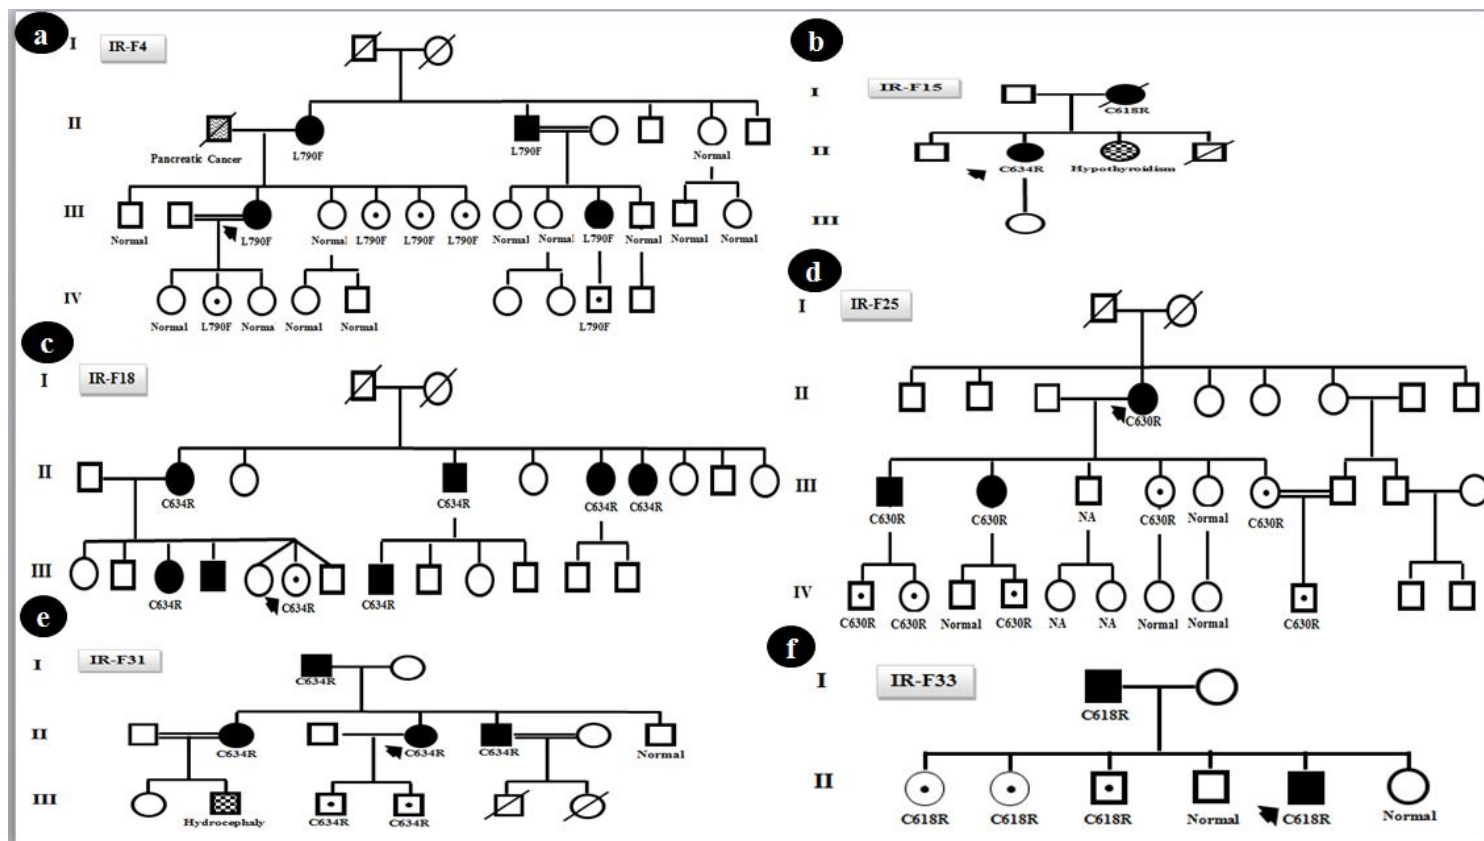 a
I
IR-F4
II
Pancreatic Cancer
L790F
L790F
Normal
III
Normal
L790F
Normal
L790F
L790F
L790F
Normal
Normal
L790F
Normal
Normal
Normal
IV
Normal
L790F
Norma
Normal
Normal
L790F
b
IR-F15
I
C618R
II
C634R
Hypothyroidism
III
c
I
IR-F18
II
C634R
C634R
C634R
C634R
III
C634R
C634R
C634R
d
I
IR-F25
II
C630R
III
C630R
C630R
NA
C630R
Normal
C630R
IV
C630R
C630R
Normal
C630R
NA
NA
Normal
Normal
C630R
e
I
IR-F31
C634R
II
C634R
C634R
C634R
Normal
III
Hydrocephaly
C634R
C634R
f
I
IR-F33
C618R
II
C618R
C618R
C618R
Normal
C618R
Normal